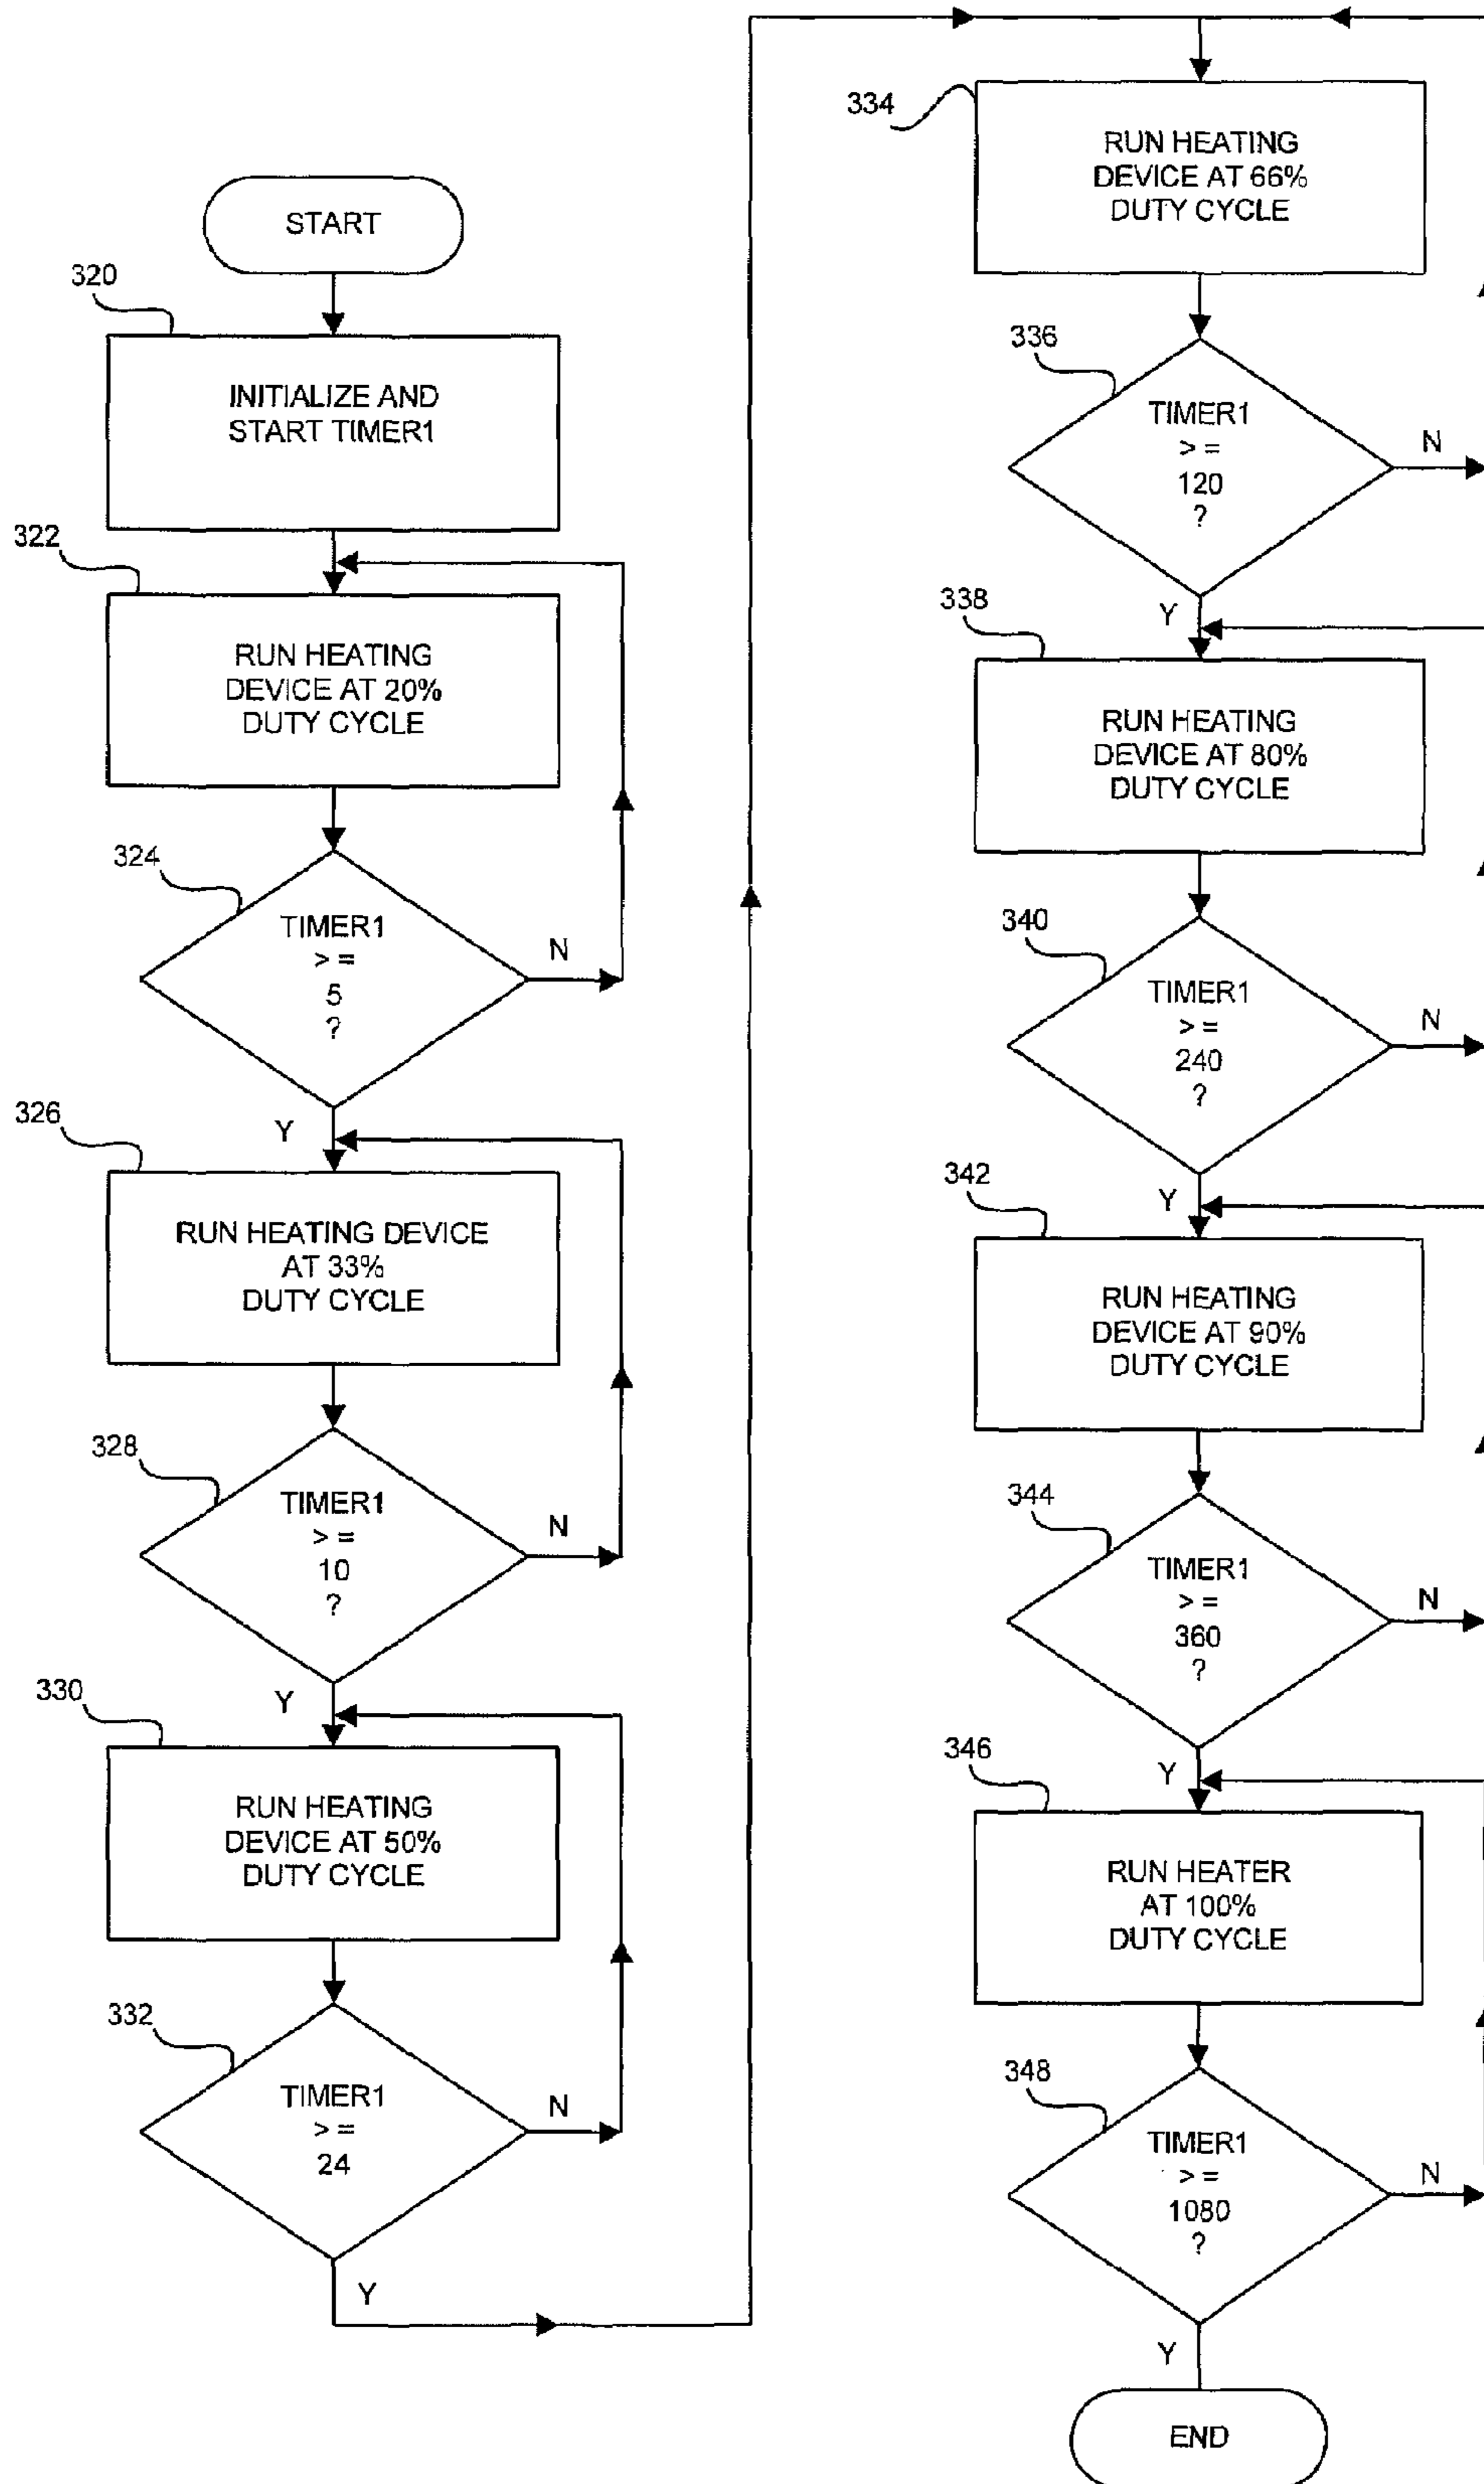 START
320
INITIALIZE AND
START TIMER1
322
RUN HEATING
DEVICE AT 20%
DUTY CYCLE
324
TIMER1
> =
5
?
N
Y
326
RUN HEATING DEVICE
AT 33%
DUTY CYCLE
328
TIMER1
> =
10
?
N
Y
330
RUN HEATING
DEVICE AT 50%
DUTY CYCLE
332
TIMER1
> =
24
N
Y
334
RUN HEATING
DEVICE AT 66%
DUTY CYCLE
336
TIMER1
> =
120
?
N
Y
338
RUN HEATING
DEVICE AT 80%
DUTY CYCLE
340
TIMER1
> =
240
?
N
Y
342
RUN HEATING
DEVICE AT 90%
DUTY CYCLE
344
TIMER1
> =
360
?
N
Y
346
RUN HEATER
AT 100%
DUTY CYCLE
348
TIMER1
> =
1080
?
N
Y
END